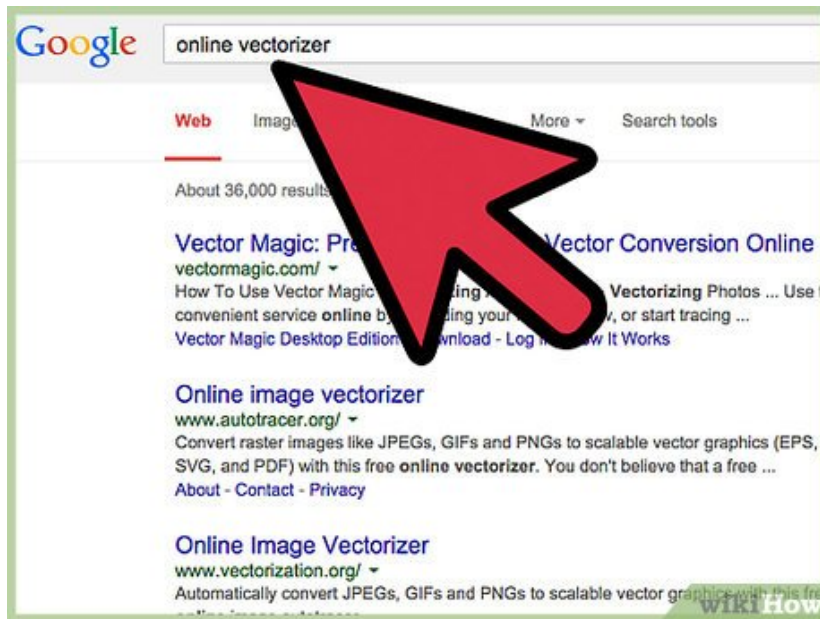 Google online vectorizer
Web More Search tools
About 36,000 results
Vector Magic: Vector Conversion Online
vectormagic.com/
How To Use Vector Magic Vectorizing Photos ... Use
convenient service online your or start tracing ...
Vector Magic Desktop Edition - Log It Works
Online image vectorizer
www.autotracer.org/
Convert raster images like JPEGs, GIFs and PNGs to scalable vector graphics (EPS,
SVG, and PDF) with this free online vectorizer. You don't believe that a free ...
About - Contact - Privacy
Online Image Vectorizer
www.vectorization.org/
Automatically convert JPEGs, GIFs and PNGs to scalable vector graphics with this
wikiHow